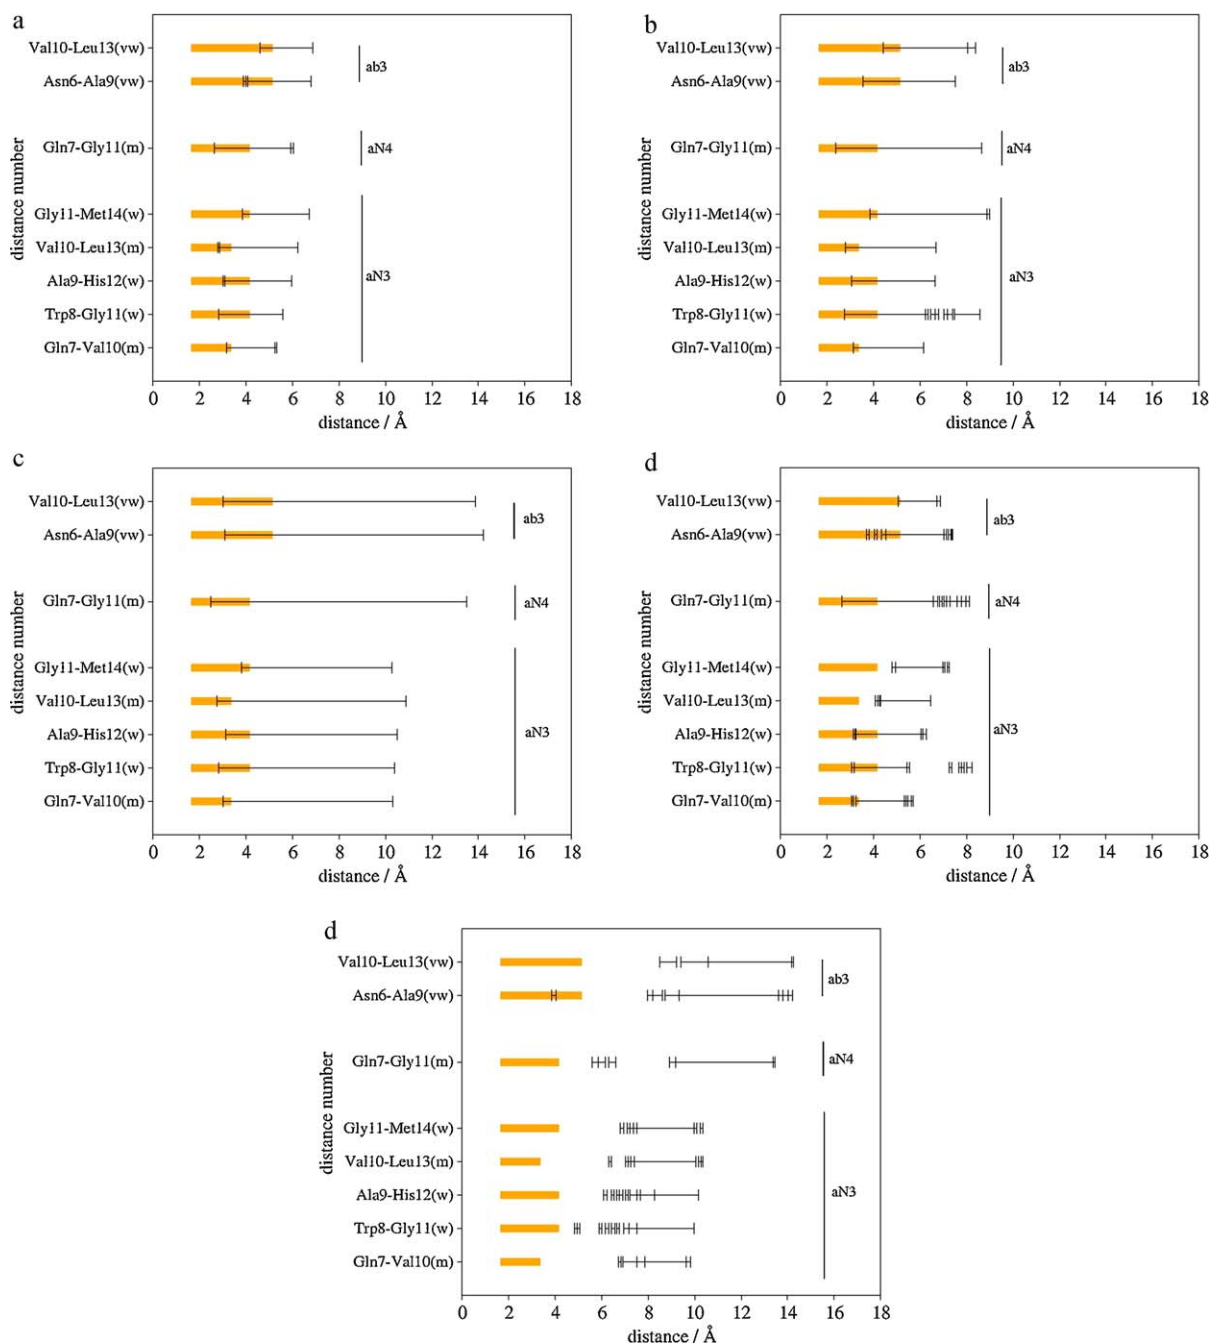 a
Val10-Leu13(vw)
Asn6-Ala9(vw)
ab3
Gln7-Gly11(m)
aN4
Gly11-Met14(w)
Val10-Leu13(m)
Ala9-His12(w)
Trp8-Gly11(w)
Gln7-Val10(m)
aN3
distance number
0 2 4 6 8 10 12 14 16 18
distance / Å
b
Val10-Leu13(vw)
Asn6-Ala9(vw)
ab3
Gln7-Gly11(m)
aN4
Gly11-Met14(w)
Val10-Leu13(m)
Ala9-His12(w)
Trp8-Gly11(w)
Gln7-Val10(m)
aN3
distance number
0 2 4 6 8 10 12 14 16 18
distance / Å
c
Val10-Leu13(vw)
Asn6-Ala9(vw)
ab3
Gln7-Gly11(m)
aN4
Gly11-Met14(w)
Val10-Leu13(m)
Ala9-His12(w)
Trp8-Gly11(w)
Gln7-Val10(m)
aN3
distance number
0 2 4 6 8 10 12 14 16 18
distance / Å
d
Val10-Leu13(vw)
Asn6-Ala9(vw)
ab3
Gln7-Gly11(m)
aN4
Gly11-Met14(w)
Val10-Leu13(m)
Ala9-His12(w)
Trp8-Gly11(w)
Gln7-Val10(m)
aN3
distance number
0 2 4 6 8 10 12 14 16 18
distance / Å
d
Val10-Leu13(vw)
Asn6-Ala9(vw)
ab3
Gln7-Gly11(m)
aN4
Gly11-Met14(w)
Val10-Leu13(m)
Ala9-His12(w)
Trp8-Gly11(w)
Gln7-Val10(m)
aN3
distance number
0 2 4 6 8 10 12 14 16 18
distance / Å